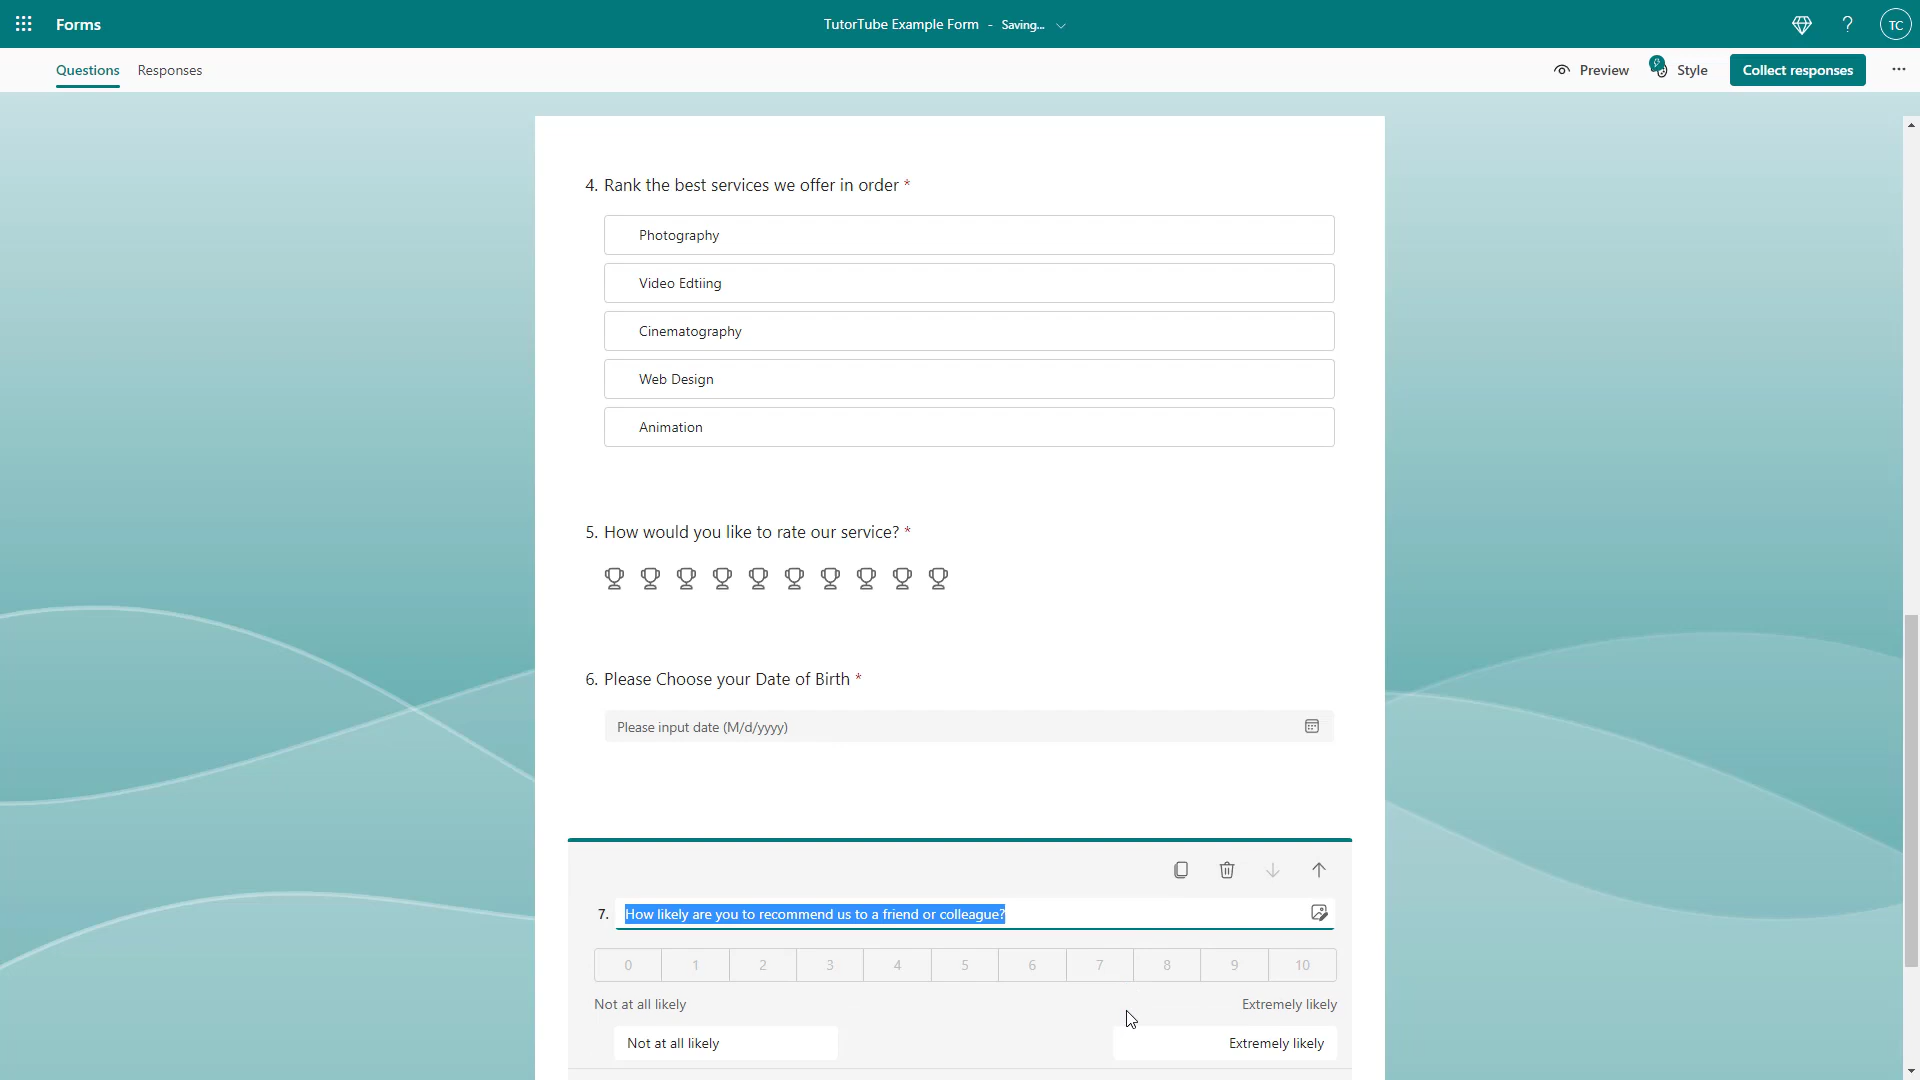 Forms
TutorTube Example Form - Saving...
?
TC
Questions Responses
Preview Style Collect responses ...
4. Rank the best services we offer in order *
Photography
Video Edtiing
Cinematography
Web Design
Animation
5. How would you like to rate our service? *
6. Please Choose your Date of Birth *
Please input date (M/d/yyyy)
7. How likely are you to recommend us to a friend or colleague?
0 1 2 3 4 5 6 7 8 9 10
Not at all likely Extremely likely
Not at all likely Extremely likely